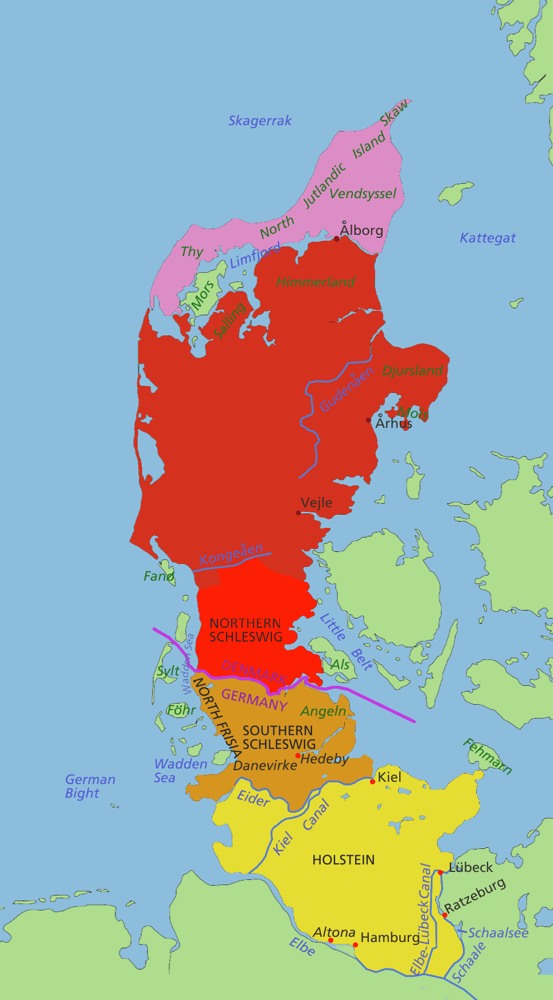 Skagerrak
Skaw
North Jutlandic Island
Vendsyssel
Ålborg
Kattegat
Thy
Limfjord
Himmerland
Mors
Salling
Djursland
Gudenåen
Mols
Århus
Vejle
Kongeåen
Fanø
NORTHERN
SCHLESWIG
Little Belt
Wadden Sea
Als
Sylt
DENMARK
GERMANY
NORTH FRISIA
Föhr
Angeln
SOUTHERN
SCHLESWIG
Hedeby
Danevirke
Fehmarn
Wadden
Sea
German
Bight
Kiel
Eider
Kiel Canal
HOLSTEIN
Lübeck
Elbe-Lübeck Canal
Ratzeburg
Schaalsee
Altona
Hamburg
Elbe
Schaale